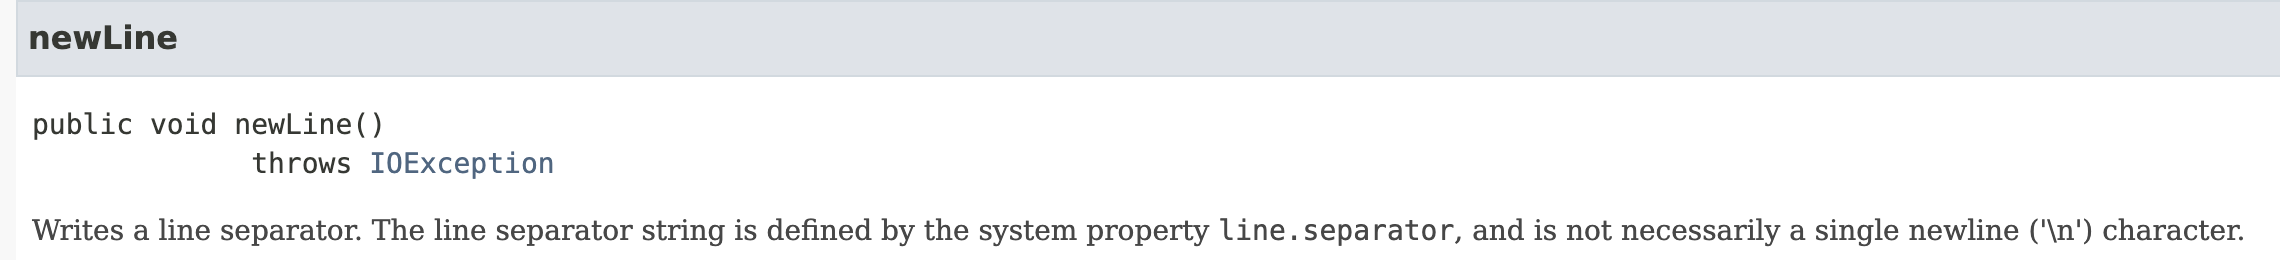 newLine
public void newLine()
throws IOException
Writes a line separator. The line separator string is defined by the system property line.separator, and is not necessarily a single newline ('\n') character.